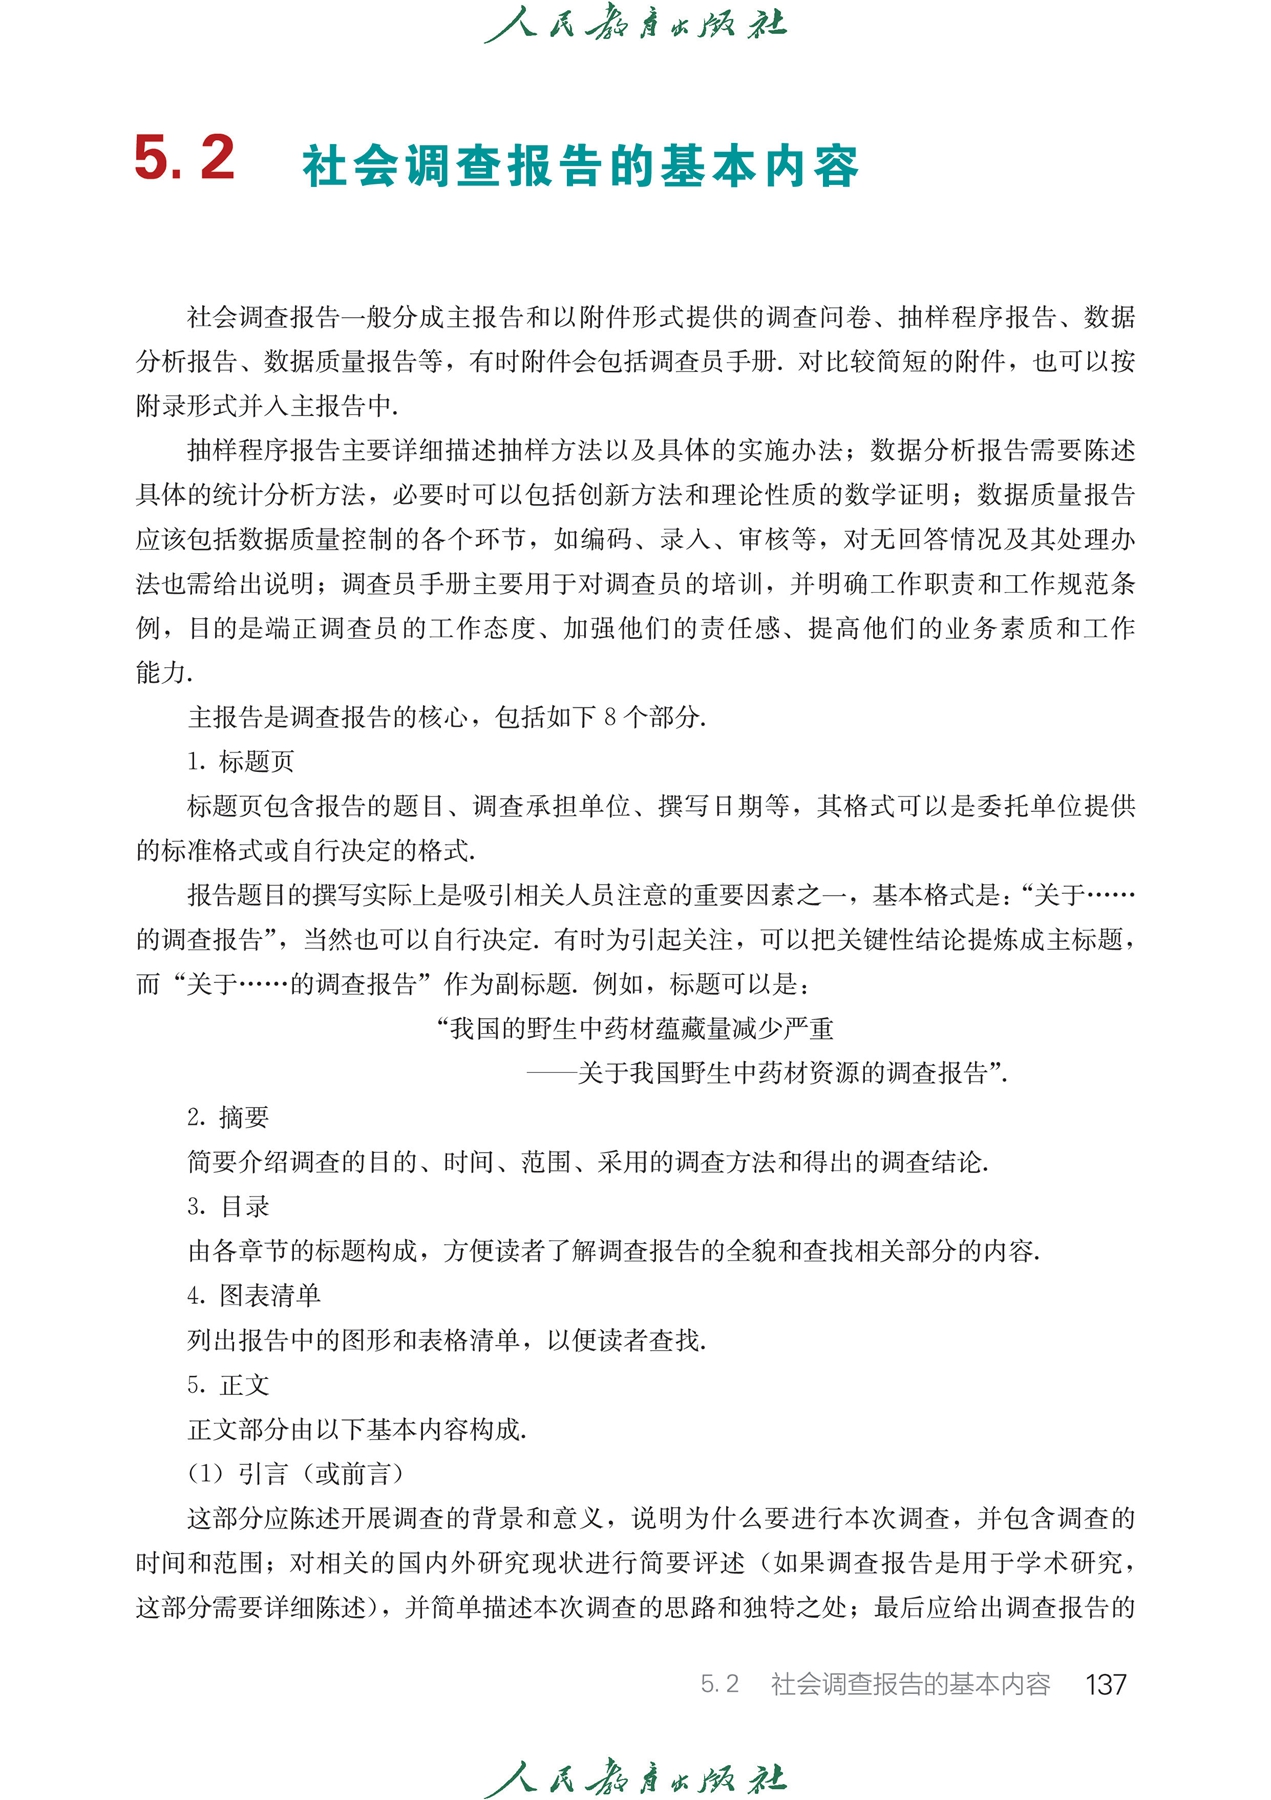 人民教育出版社
5.2 社会调查报告的基本内容
社会调查报告一般分成主报告和以附件形式提供的调查问卷、抽样程序报告、数据
分析报告、数据质量报告等，有时附件会包括调查员手册. 对比较简短的附件，也可以按
附录形式并入主报告中.
抽样程序报告主要详细描述抽样方法以及具体的实施办法；数据分析报告需要陈述
具体的统计分析方法，必要时可以包括创新方法和理论性质的数学证明；数据质量报告
应该包括数据质量控制的各个环节，如编码、录入、审核等，对无回答情况及其处理办
法也需给出说明；调查员手册主要用于对调查员的培训，并明确工作职责和工作规范条
例，目的是端正调查员的工作态度、加强他们的责任感、提高他们的业务素质和工作
能力.
主报告是调查报告的核心，包括如下 8 个部分.
1. 标题页
标题页包含报告的题目、调查承担单位、撰写日期等，其格式可以是委托单位提供
的标准格式或自行决定的格式.
报告题目的撰写实际上是吸引相关人员注意的重要因素之一，基本格式是：“关于……
的调查报告”，当然也可以自行决定. 有时为引起关注，可以把关键性结论提炼成主标题，
而“关于……的调查报告”作为副标题. 例如，标题可以是：
“我国的野生中药材蕴藏量减少严重
——关于我国野生中药材资源的调查报告”.
2. 摘要
简要介绍调查的目的、时间、范围、采用的调查方法和得出的调查结论.
3. 目录
由各章节的标题构成，方便读者了解调查报告的全貌和查找相关部分的内容.
4. 图表清单
列出报告中的图形和表格清单，以便读者查找.
5. 正文
正文部分由以下基本内容构成.
（1）引言（或前言）
这部分应陈述开展调查的背景和意义，说明为什么要进行本次调查，并包含调查的
时间和范围；对相关的国内外研究现状进行简要评述（如果调查报告是用于学术研究，
这部分需要详细陈述），并简单描述本次调查的思路和独特之处；最后应给出调查报告的
5.2 社会调查报告的基本内容 137
人民教育出版社